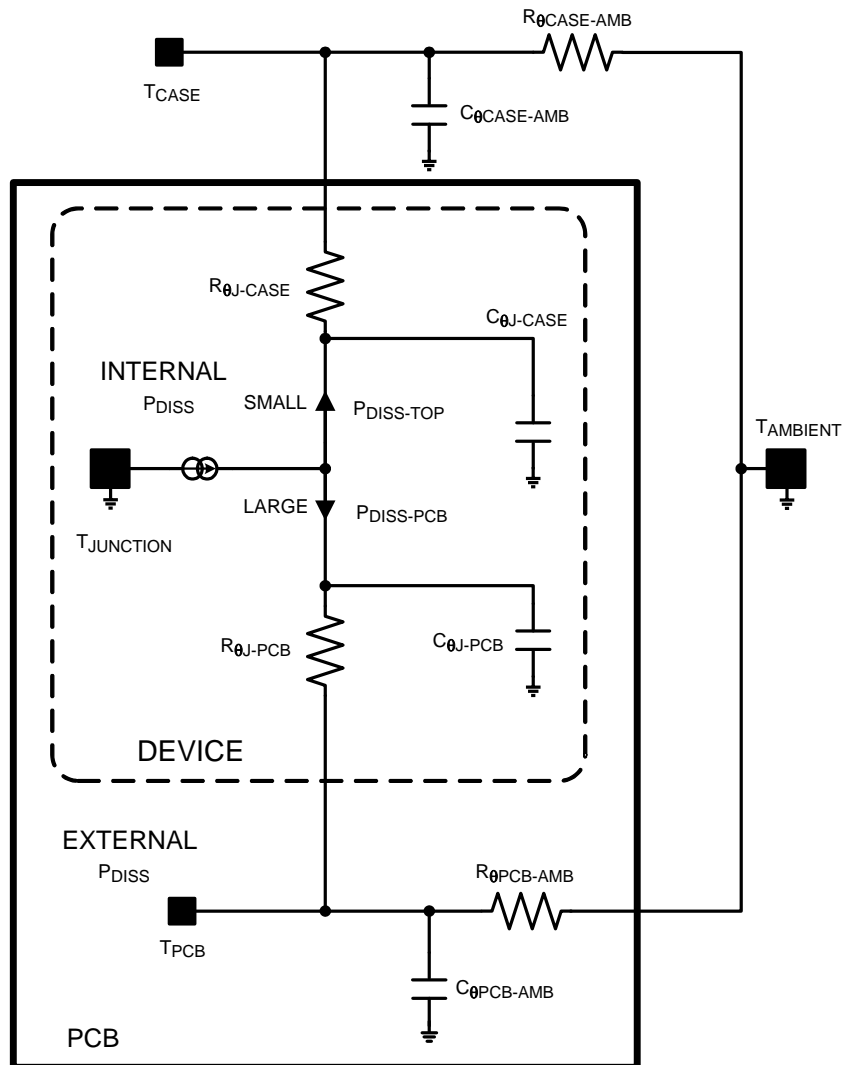 RθCASE-AMB
TCASE
CθCASE-AMB
RθJ-CASE
CθJ-CASE
INTERNAL
PDISS
SMALL
PDISS-TOP
TAMBIENT
LARGE
PDISS-PCB
TJUNCTION
RθJ-PCB
CθJ-PCB
DEVICE
EXTERNAL
PDISS
RθPCB-AMB
TPCB
CθPCB-AMB
PCB